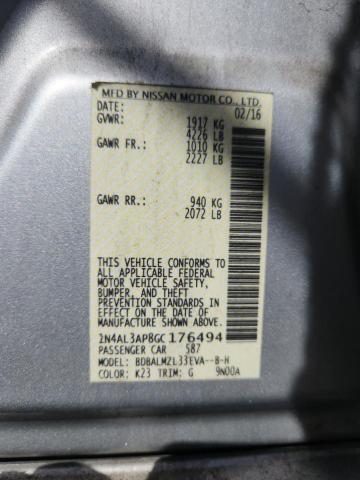 MFD BY NISSAN MOTOR CO., LTD.
DATE: 02/16
GVWR: 1917 KG
4226 LB
GAWR FR.: 1010 KG
2227 LB
GAWR RR.: 940 KG
2072 LB
THIS VEHICLE CONFORMS TO
ALL APPLICABLE FEDERAL
MOTOR VEHICLE SAFETY,
BUMPER, AND THEFT
PREVENTION STANDARDS
IN EFFECT ON THE DATE OF
MANUFACTURE SHOWN ABOVE.
1N4AL3AP8GC176494
PASSENGER CAR 587
MODEL: BDBALMZL33EVA--B-H
COLOR: K23 TRIM: G 9N00A